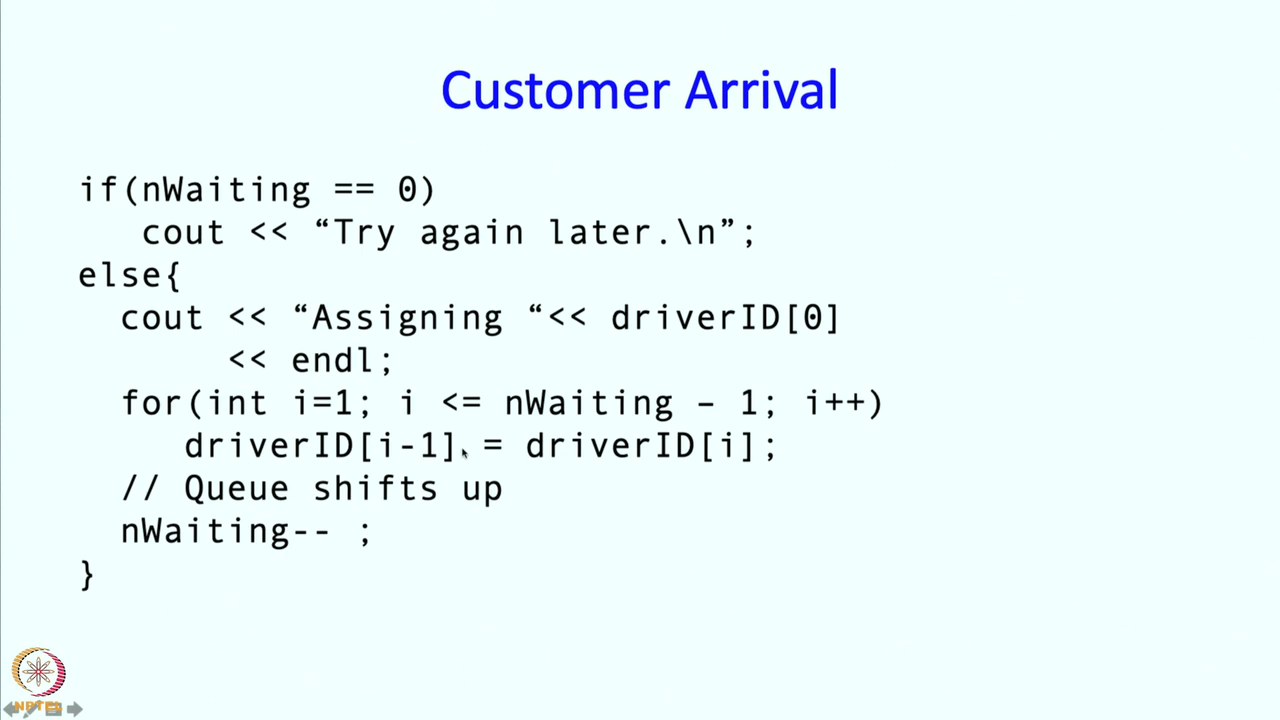 Customer Arrival
if(nWaiting == 0)
cout << “Try again later.\n”;
else{
cout << “Assigning “<< driverID[0]
<< endl;
for(int i=1; i <= nWaiting – 1; i++)
driverID[i-1] = driverID[i];
// Queue shifts up
nWaiting-- ;
}
NPTEL